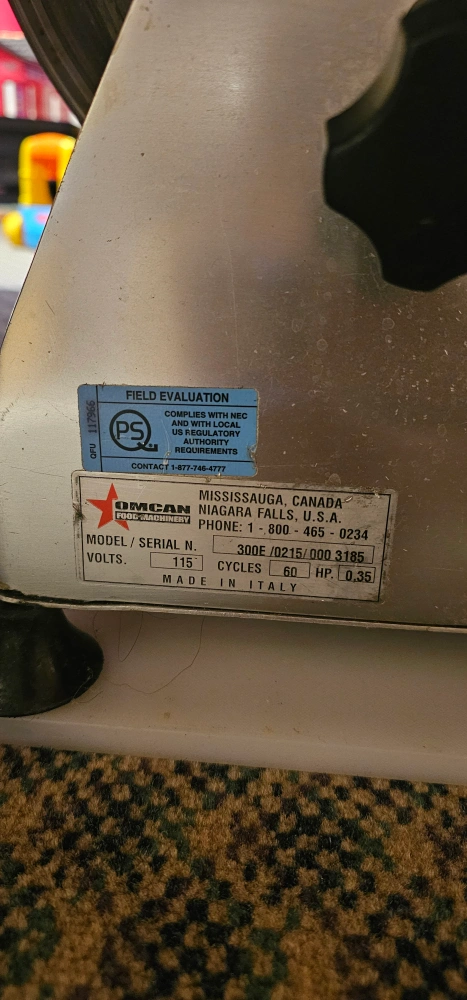 FIELD EVALUATION
QFU 117966
PS
COMPLIES WITH NEC
AND WITH LOCAL
US REGULATORY
AUTHORITY
REQUIREMENTS
CONTACT 1-877-746-4777
OMCAN
FOOD MACHINERY
MISSISSAUGA, CANADA
NIAGARA FALLS, U.S.A.
PHONE: 1 - 800 - 465 - 0234
MODEL / SERIAL N. 300E /0215/ 000 3185
VOLTS. 115 CYCLES 60 HP. 0,35
MADE IN ITALY